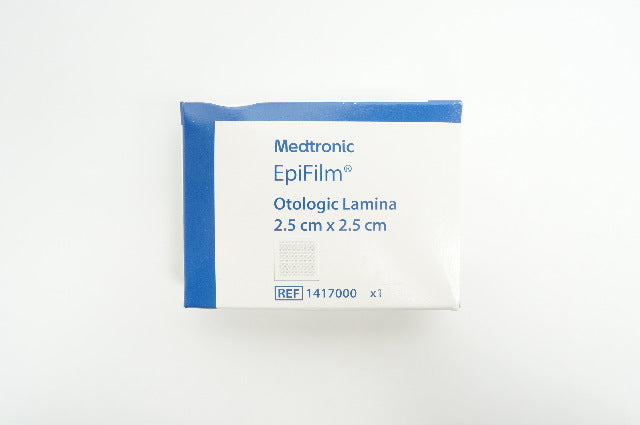 Medtronic
EpiFilm®
Otologic Lamina
2.5 cm x 2.5 cm
REF 1417000 x1